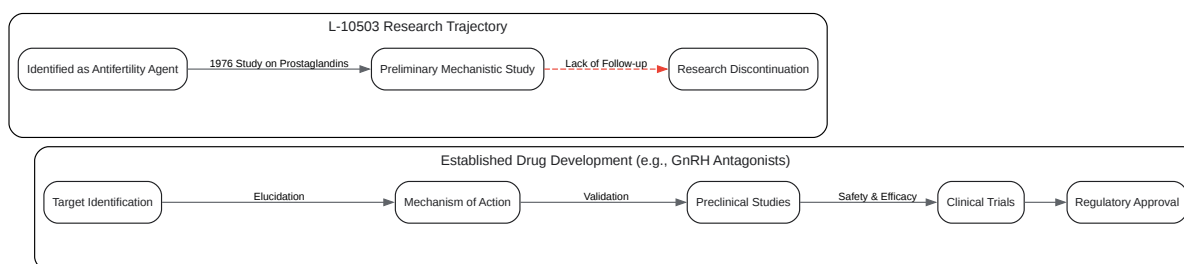 L-10503 Research Trajectory
Identified as Antifertility Agent
1976 Study on Prostaglandins
Preliminary Mechanistic Study
Lack of Follow-up
Research Discontinuation
Established Drug Development (e.g., GnRH Antagonists)
Target Identification
Elucidation
Mechanism of Action
Validation
Preclinical Studies
Safety & Efficacy
Clinical Trials
Regulatory Approval